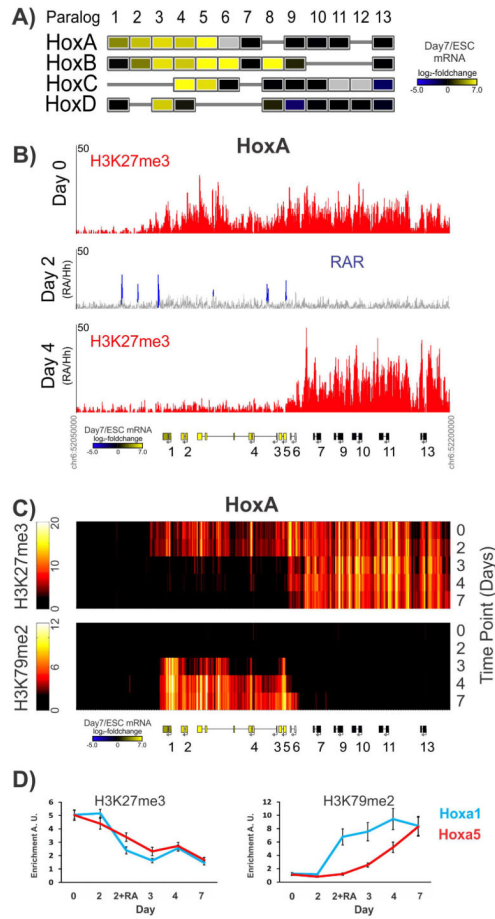 A)
Paralog 1 2 3 4 5 6 7 8 9 10 11 12 13
HoxA
HoxB
HoxC
HoxD
Day7/ESC
mRNA
log₂-foldchange
-5.0 7.0
B)
HoxA
Day 0
50
H3K27me3
Day 2
(RA/Hh)
50
RAR
Day 4
(RA/Hh)
50
H3K27me3
Day7/ESC mRNA
log₂-foldchange
-5.0 7.0
1 2 4 3 5 6 7 9 10 11 13
chr6:52050000
chr6:52200000
C)
HoxA
H3K27me3
20
10
0
0
2
3
4
7
H3K79me2
12
6
0
0
2
3
4
7
Time Point (Days)
Day7/ESC mRNA
log₂-foldchange
-5.0 7.0
1 2 4 3 5 6 7 9 10 11 13
D)
H3K27me3
Enrichment A. U.
6
5
4
3
2
1
0
0 2 2+RA 3 4 7
Day
H3K79me2
Enrichment A. U.
12
10
8
6
4
2
0
0 2 2+RA 3 4 7
Day
Hoxa1
Hoxa5